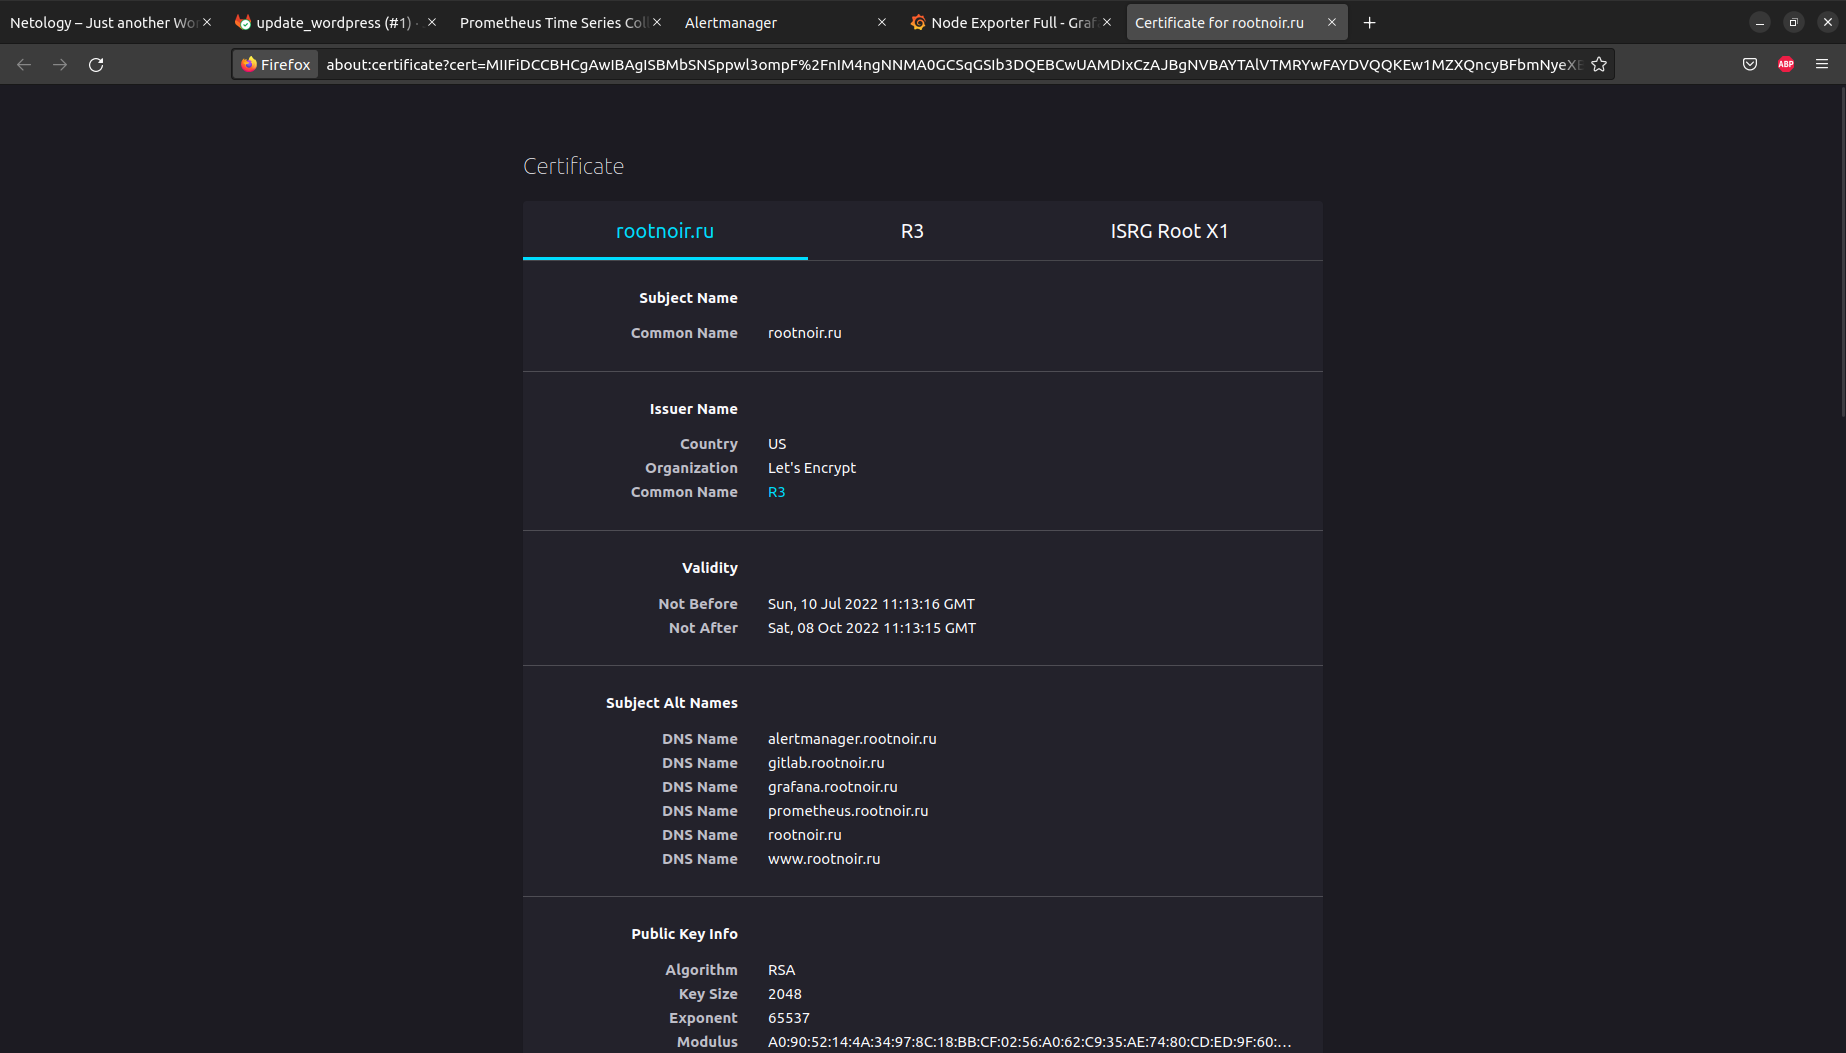 Netology – Just another Wo
update_wordpress (#1) ·
Prometheus Time Series Col
Alertmanager
Node Exporter Full - Graf
Certificate for rootnoir.ru
Firefox
about:certificate?cert=MIIFiDCCBHCgAwIBAgISBMbSNSppwl3ompF%2FnIM4ngNNMA0GCSqGSIb3DQEBCwUAMDIxCzAJBgNVBAYTAlVTMRYwFAYDVQQKEw1MZXQncyBFbmNyeXB
ABP
Certificate
rootnoir.ru
R3
ISRG Root X1
Subject Name
Common Name rootnoir.ru
Issuer Name
Country US
Organization Let's Encrypt
Common Name R3
Validity
Not Before Sun, 10 Jul 2022 11:13:16 GMT
Not After Sat, 08 Oct 2022 11:13:15 GMT
Subject Alt Names
DNS Name alertmanager.rootnoir.ru
DNS Name gitlab.rootnoir.ru
DNS Name grafana.rootnoir.ru
DNS Name prometheus.rootnoir.ru
DNS Name rootnoir.ru
DNS Name www.rootnoir.ru
Public Key Info
Algorithm RSA
Key Size 2048
Exponent 65537
Modulus A0:90:52:14:4A:34:97:8C:18:BB:CF:02:56:A0:62:C9:35:AE:74:80:CD:ED:9F:60:…